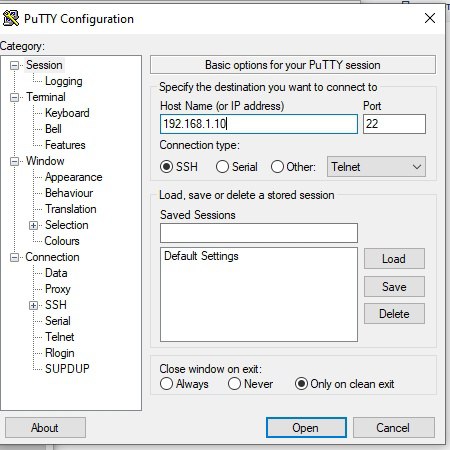 PuTTY Configuration
Category:
Session
Logging
Terminal
Keyboard
Bell
Features
Window
Appearance
Behaviour
Translation
Selection
Colours
Connection
Data
Proxy
SSH
Serial
Telnet
Rlogin
SUPDUP
Basic options for your PuTTY session
Specify the destination you want to connect to
Host Name (or IP address) Port
192.168.1.10 22
Connection type:
SSH Serial Other: Telnet
Load, save or delete a stored session
Saved Sessions
Default Settings
Load
Save
Delete
Close window on exit:
Always Never Only on clean exit
About Open Cancel